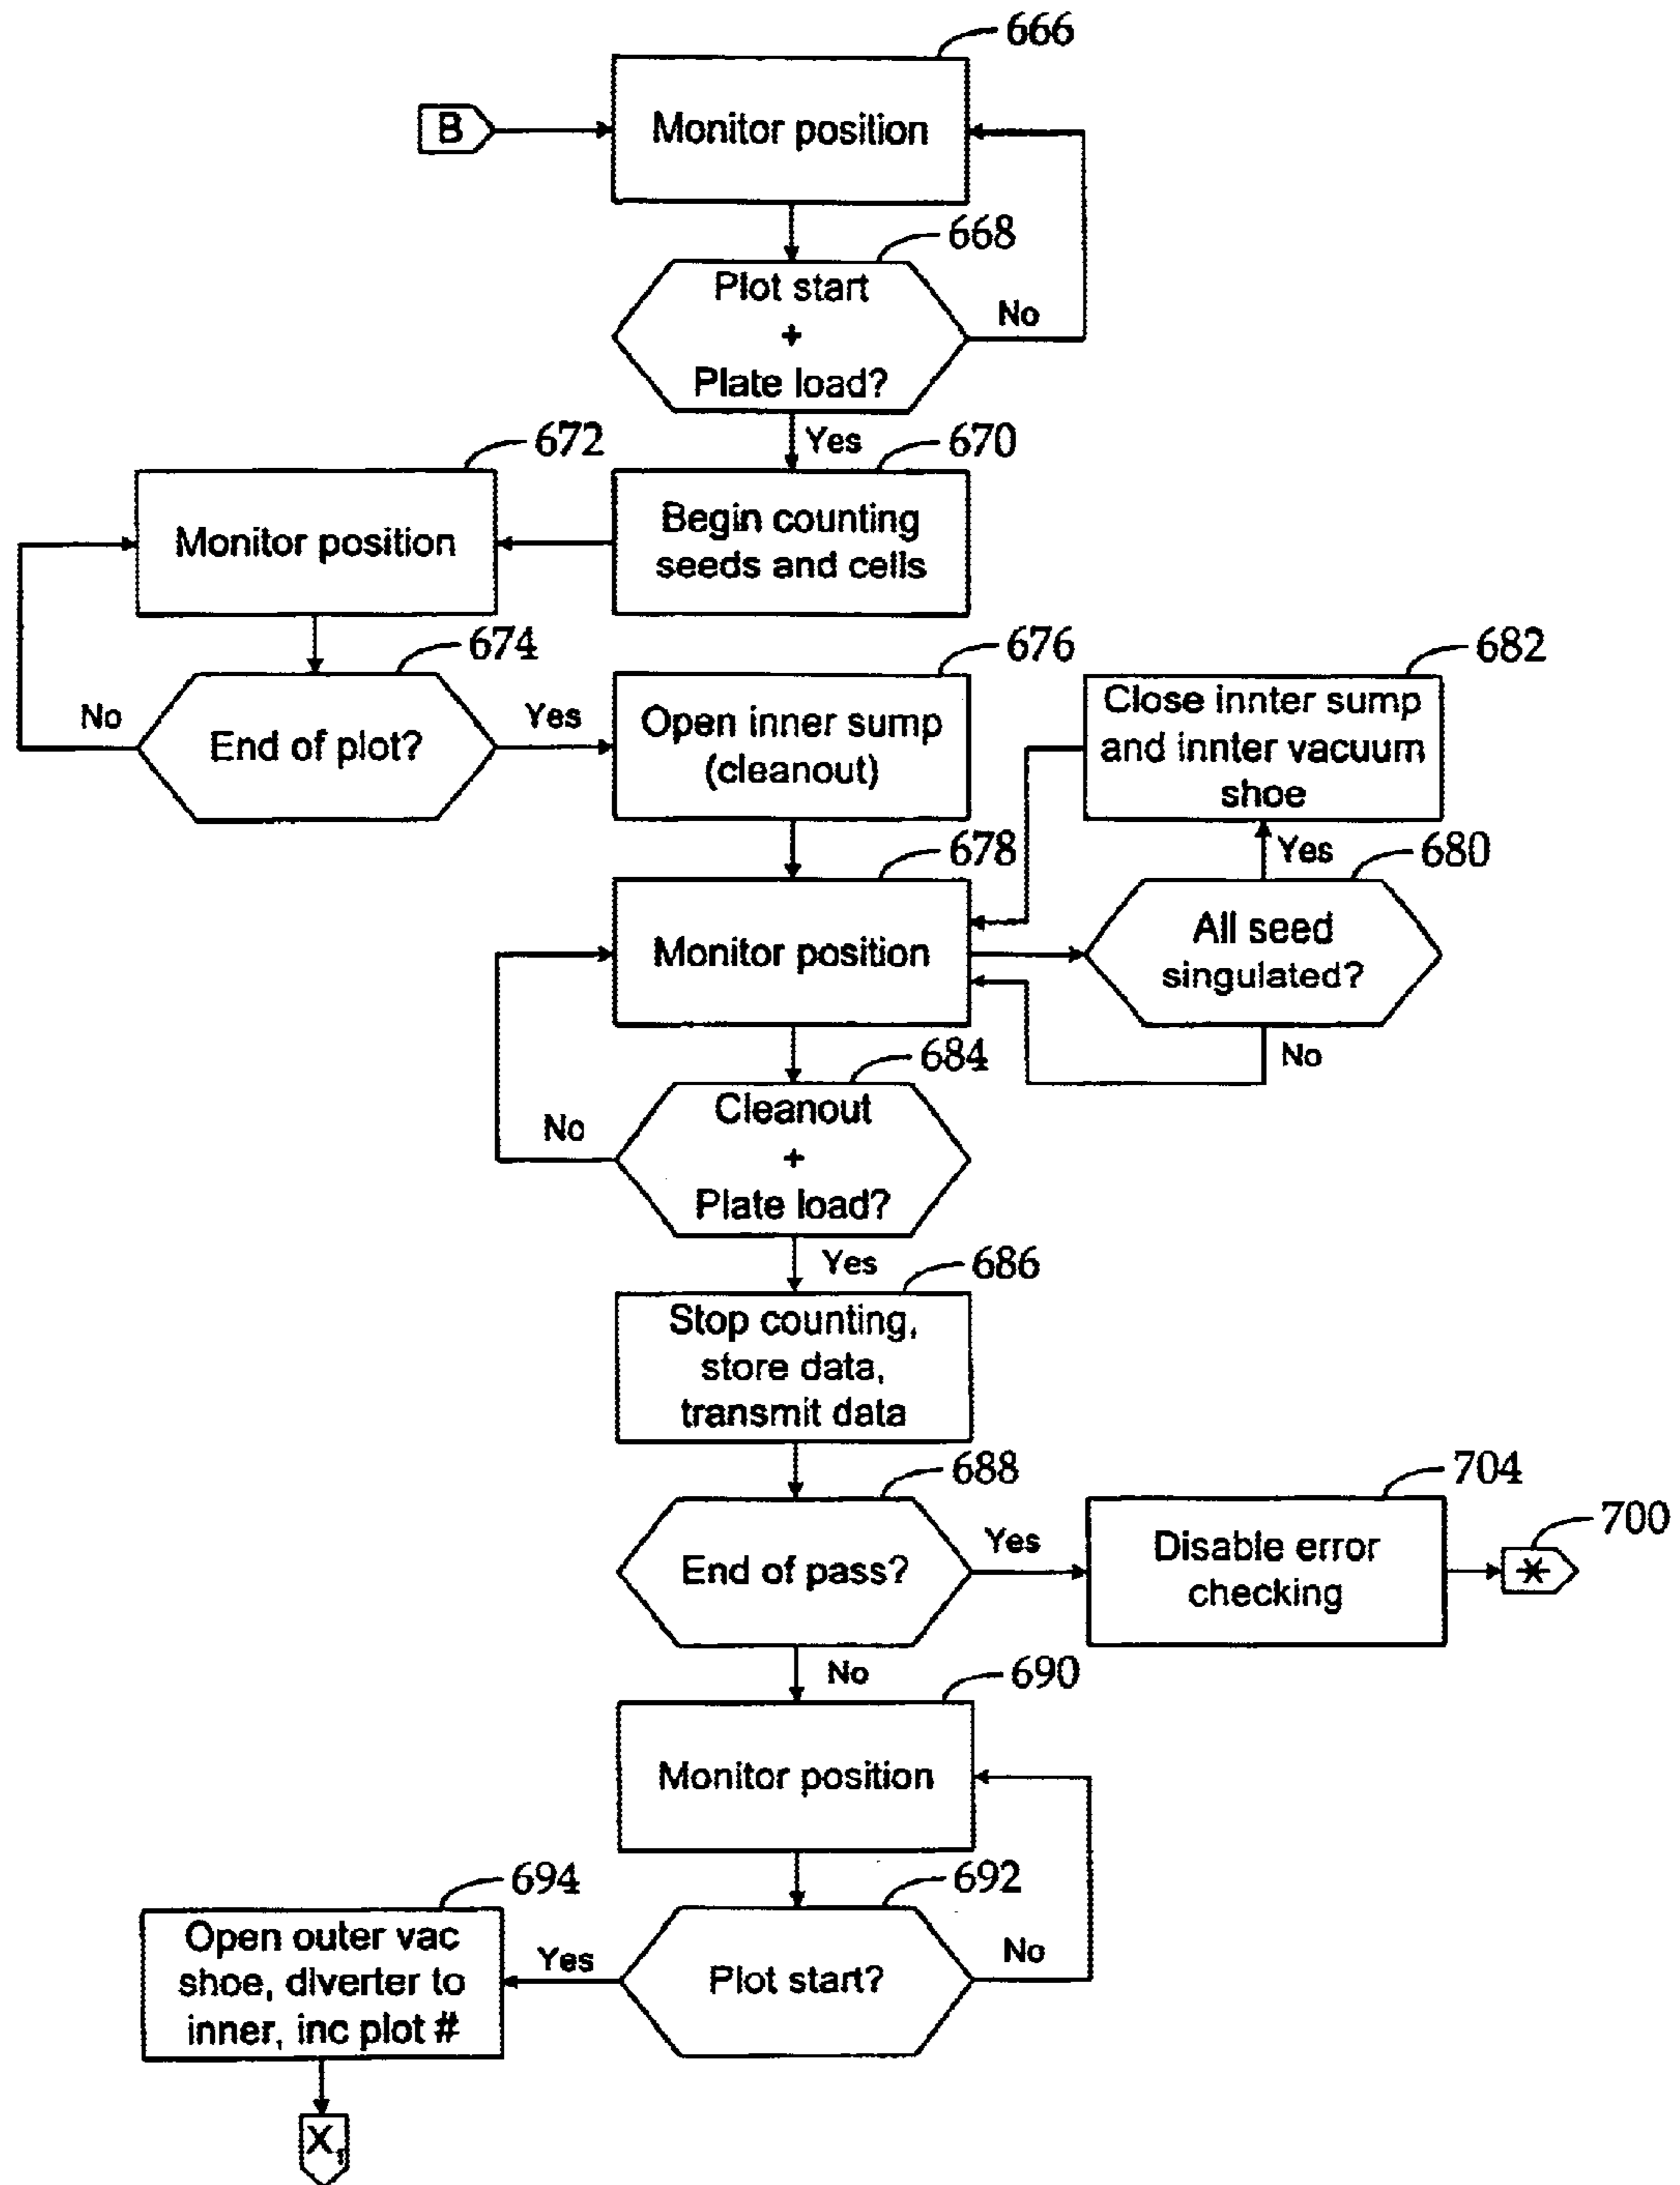 666
B
Monitor position
668
Plot start
+
Plate load?
No
Yes
670
672
Begin counting
seeds and cells
Monitor position
674
676
682
No
End of plot?
Yes
Open inner sump
(cleanout)
Close innter sump
and innter vacuum
shoe
678
Yes
680
Monitor position
All seed
singulated?
No
684
No
Cleanout
+
Plate load?
Yes
686
Stop counting,
store data,
transmit data
688
704
700
End of pass?
Yes
Disable error
checking
*
No
690
Monitor position
694
692
Open outer vac
shoe, diverter to
inner, inc plot #
Yes
Plot start?
No
X1